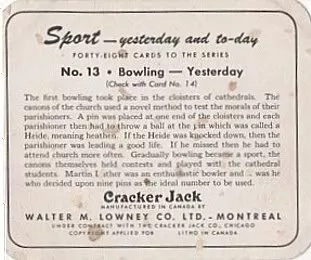 Sport — yesterday and to-day
FORTY-EIGHT CARDS TO THE SERIES
No. 13 • Bowling — Yesterday
(Check with Card No. 14)
The first bowling took place in the cloisters of cathedrals. The
canons of the church used a novel method to test the morals of their
parishioners. A pin was placed at one end of the cloisters and each
parishioner then had to throw a ball at the pin which was called a
Heide, meaning heathen. If the Heide was knocked down, then the
parishioner was leading a good life. If he missed then he had to
attend church more often. Gradually bowling became a sport, the
canons themselves held contests and played with the cathedral
students. Martin was an enthusiastic bowler and was he
who decided upon nine pins as the ideal number to be used.
Cracker Jack
MANUFACTURED IN CANADA BY
WALTER M. LOWNEY CO. LTD. - MONTREAL
UNDER CONTRACT WITH THE CRACKER JACK CO., CHICAGO
COPYRIGHT APPLIED FOR LITHO IN CANADA